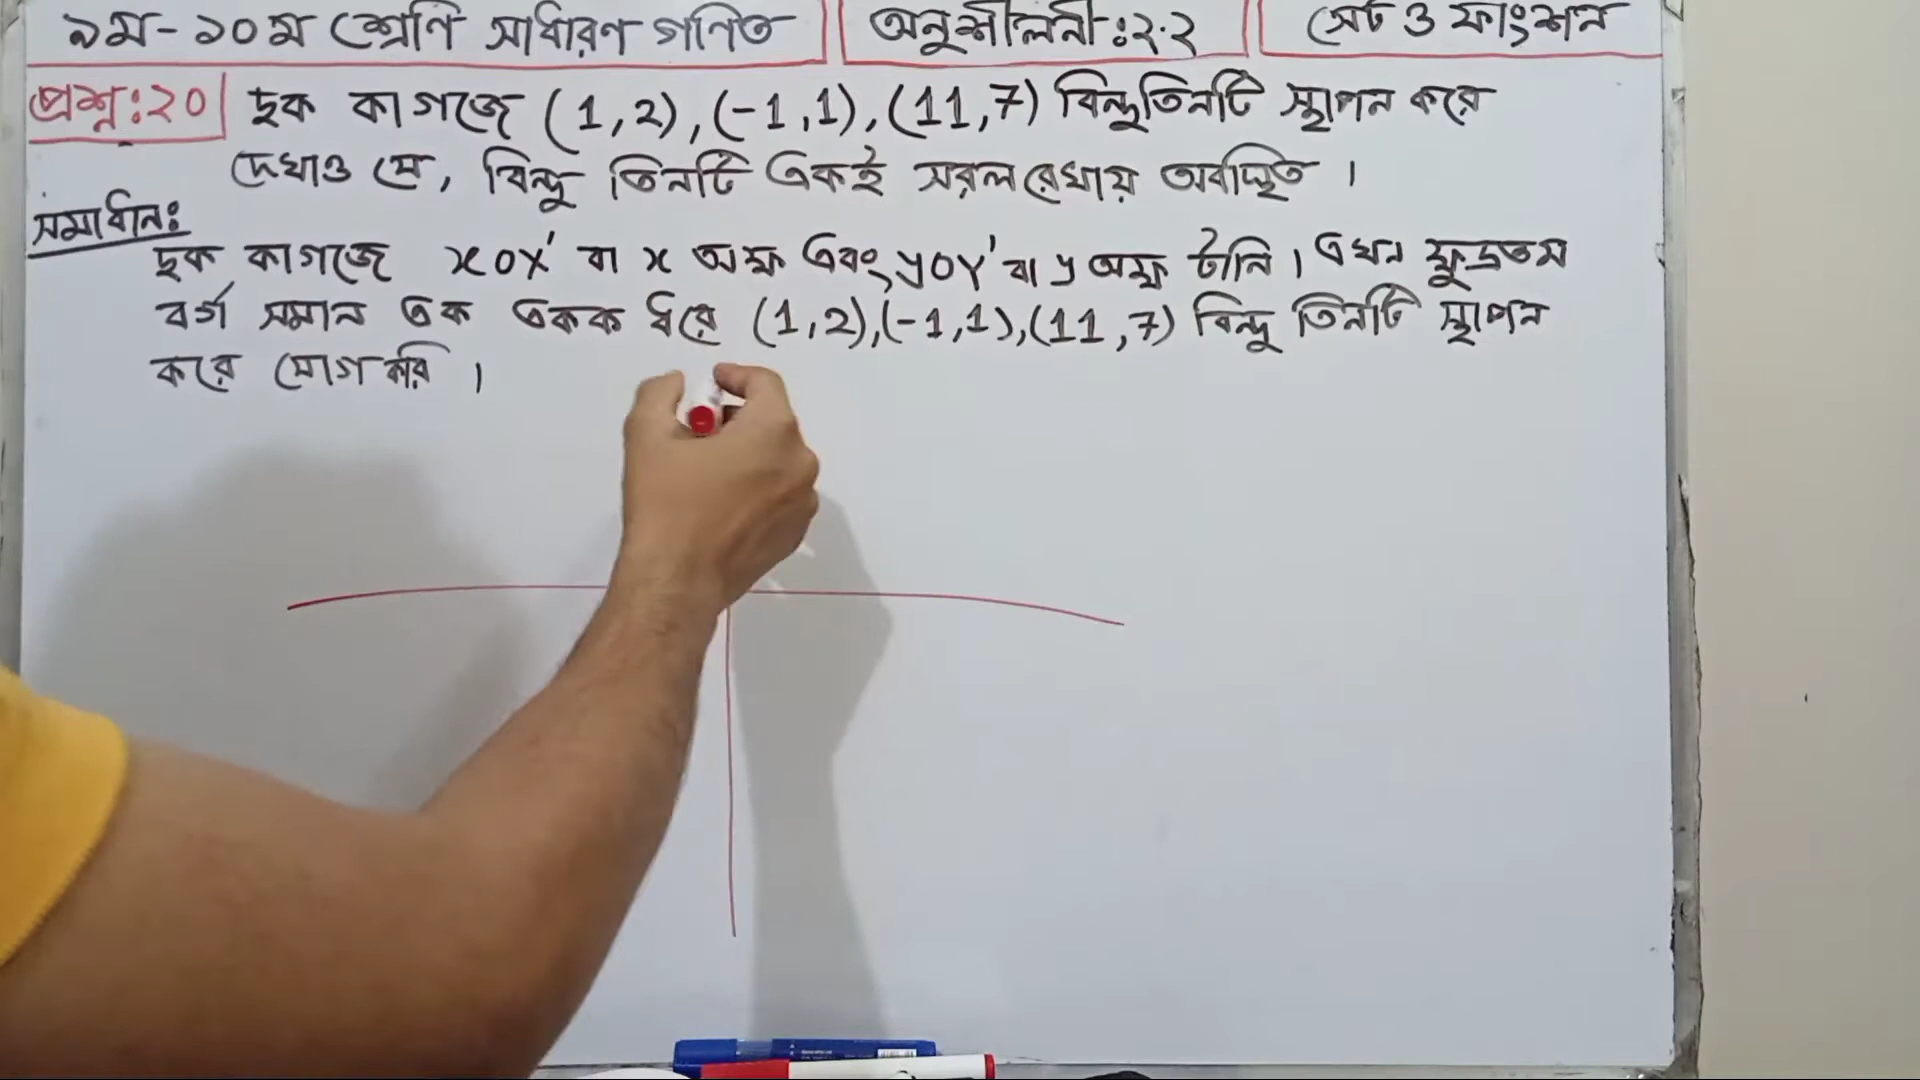 ৯ম-১০ম শ্রেণি সাধারণ গণিত অনুশীলনী:২.২ সেট ও ফাংশন
প্রশ্ন:২০ ছক কাগজে (1,2),(-1,1),(11,7) বিন্দুতিনটি স্থাপন করে
দেখাও যে, বিন্দু তিনটি একই সরলরেখায় অবস্থিত।
সমাধান:
ছক কাগজে XOX' বা x অক্ষ এবং yOY' বা y অক্ষ টানি। এখন ক্ষুদ্রতম
বর্গ সমান এক একক ধরে (1,2),(-1,1),(11,7) বিন্দু তিনটি স্থাপন
করে যোগ করি।